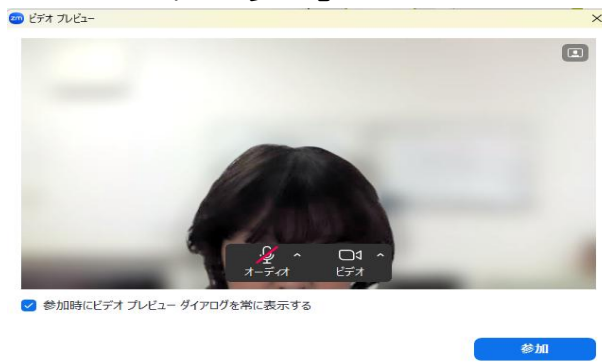 zm ビデオ プレビュー
オーディオ
ビデオ
参加時にビデオ プレビュー ダイアログを常に表示する
参加